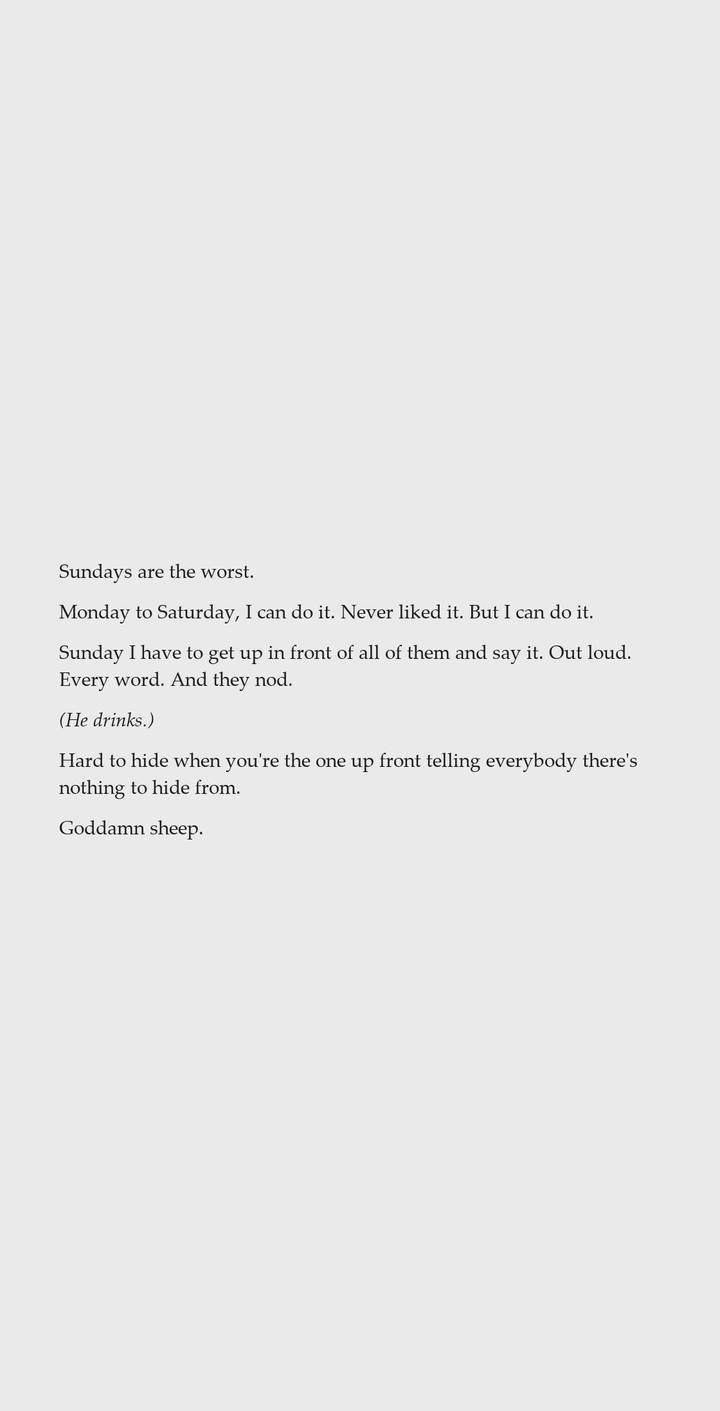 Sundays are the worst.
Monday to Saturday, I can do it. Never liked it. But I can do it.
Sunday I have to get up in front of all of them and say it. Out loud.
Every word. And they nod.
(He drinks.)
Hard to hide when you're the one up front telling everybody there's
nothing to hide from.
Goddamn sheep.